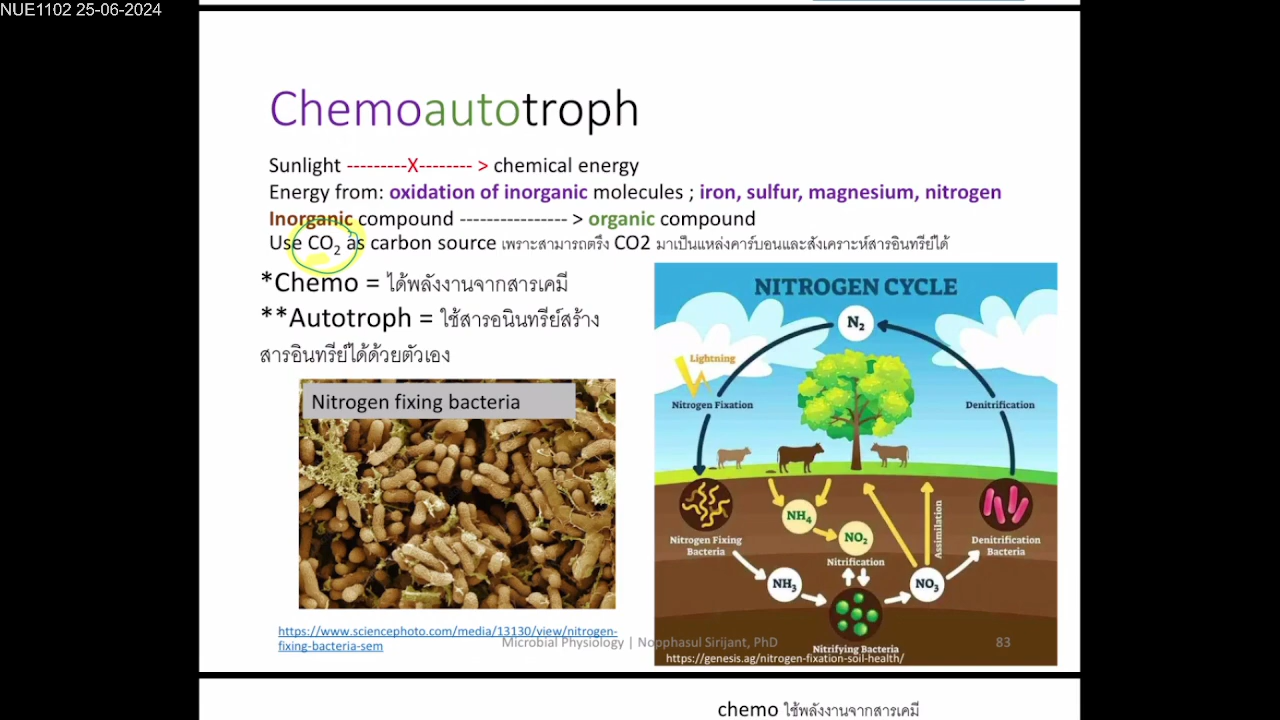 NUE1102 25-06-2024
Chemoautotroph
Sunlight ---------X-------- > chemical energy
Energy from: oxidation of inorganic molecules ; iron, sulfur, magnesium, nitrogen
Inorganic compound ---------------- > organic compound
Use CO2 as carbon source เพราะสามารถตรึง CO2 มาเป็นแหล่งคาร์บอนและสังเคราะห์สารอินทรีย์ได้
*Chemo = ได้พลังงานจากสารเคมี
**Autotroph = ใช้สารอนินทรีย์สร้าง
สารอินทรีย์ได้ด้วยตัวเอง
Nitrogen fixing bacteria
https://www.sciencephoto.com/media/13130/view/nitrogen-
fixing-bacteria-sem
NITROGEN CYCLE
N2
Lightning
Nitrogen Fixation
Denitrification
NH4
NO2
Nitrification
Assimilation
Nitrogen Fixing
Bacteria
Denitrification
Bacteria
NH3
NO3
Nitrifying Bacteria
https://genesis.ag/nitrogen-fixation-soil-health/
Microbial Physiology | Nopphasul Sirijant, PhD
83
chemo ใช้พลังงานจากสารเคมี